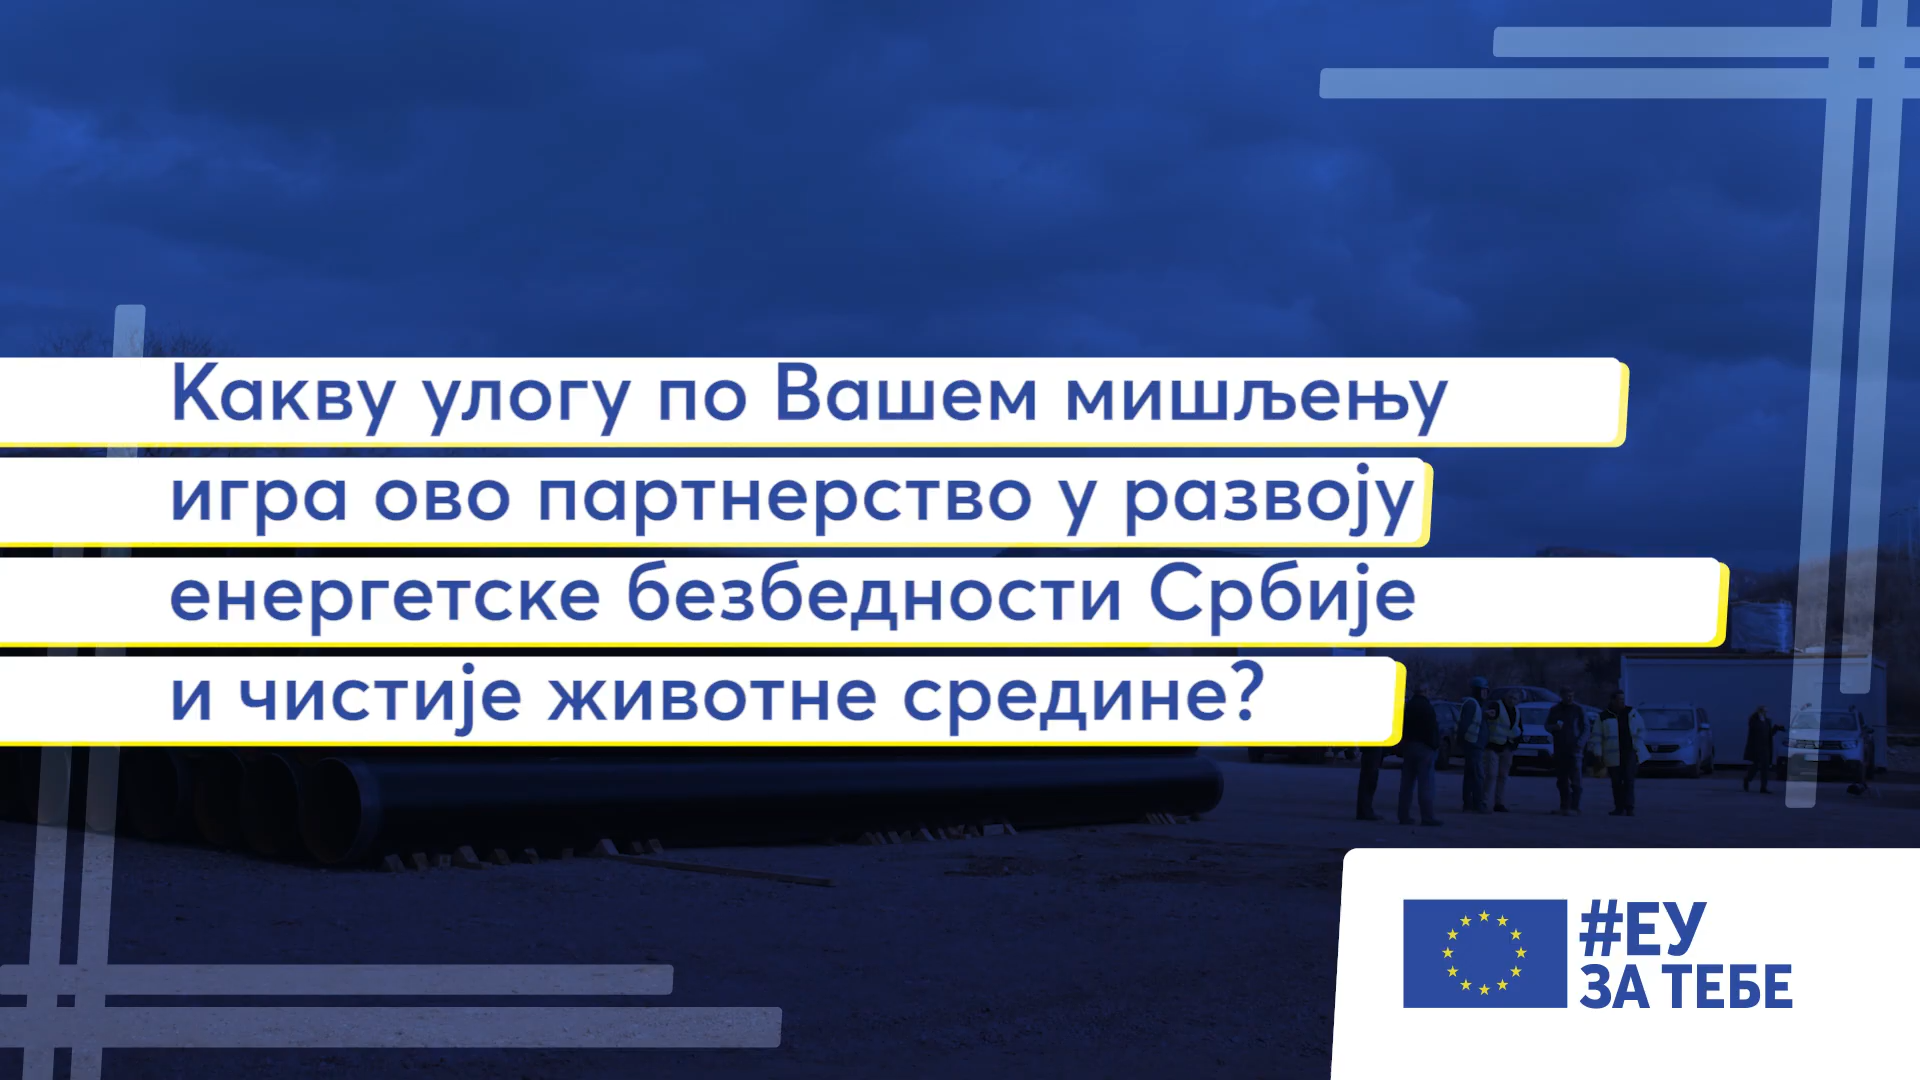 Какву улогу по Вашем мишљењу
игра ово партнерство у развоју
енергетске безбедности Србије
и чистије животне средине?
#ЕУ
ЗА ТЕБЕ